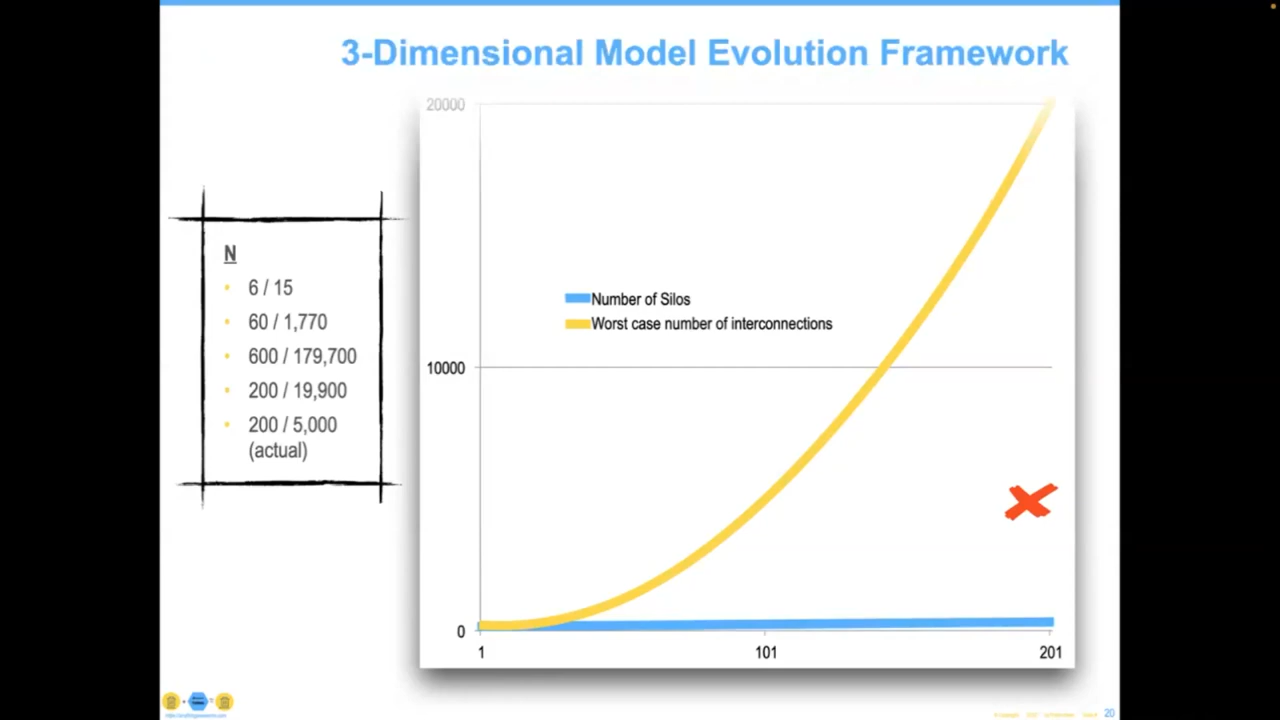 3-Dimensional Model Evolution Framework
N
6 / 15
60 / 1,770
600 / 179,700
200 / 19,900
200 / 5,000
(actual)
20000
10000
0
Number of Silos
Worst case number of interconnections
1
101
201
20